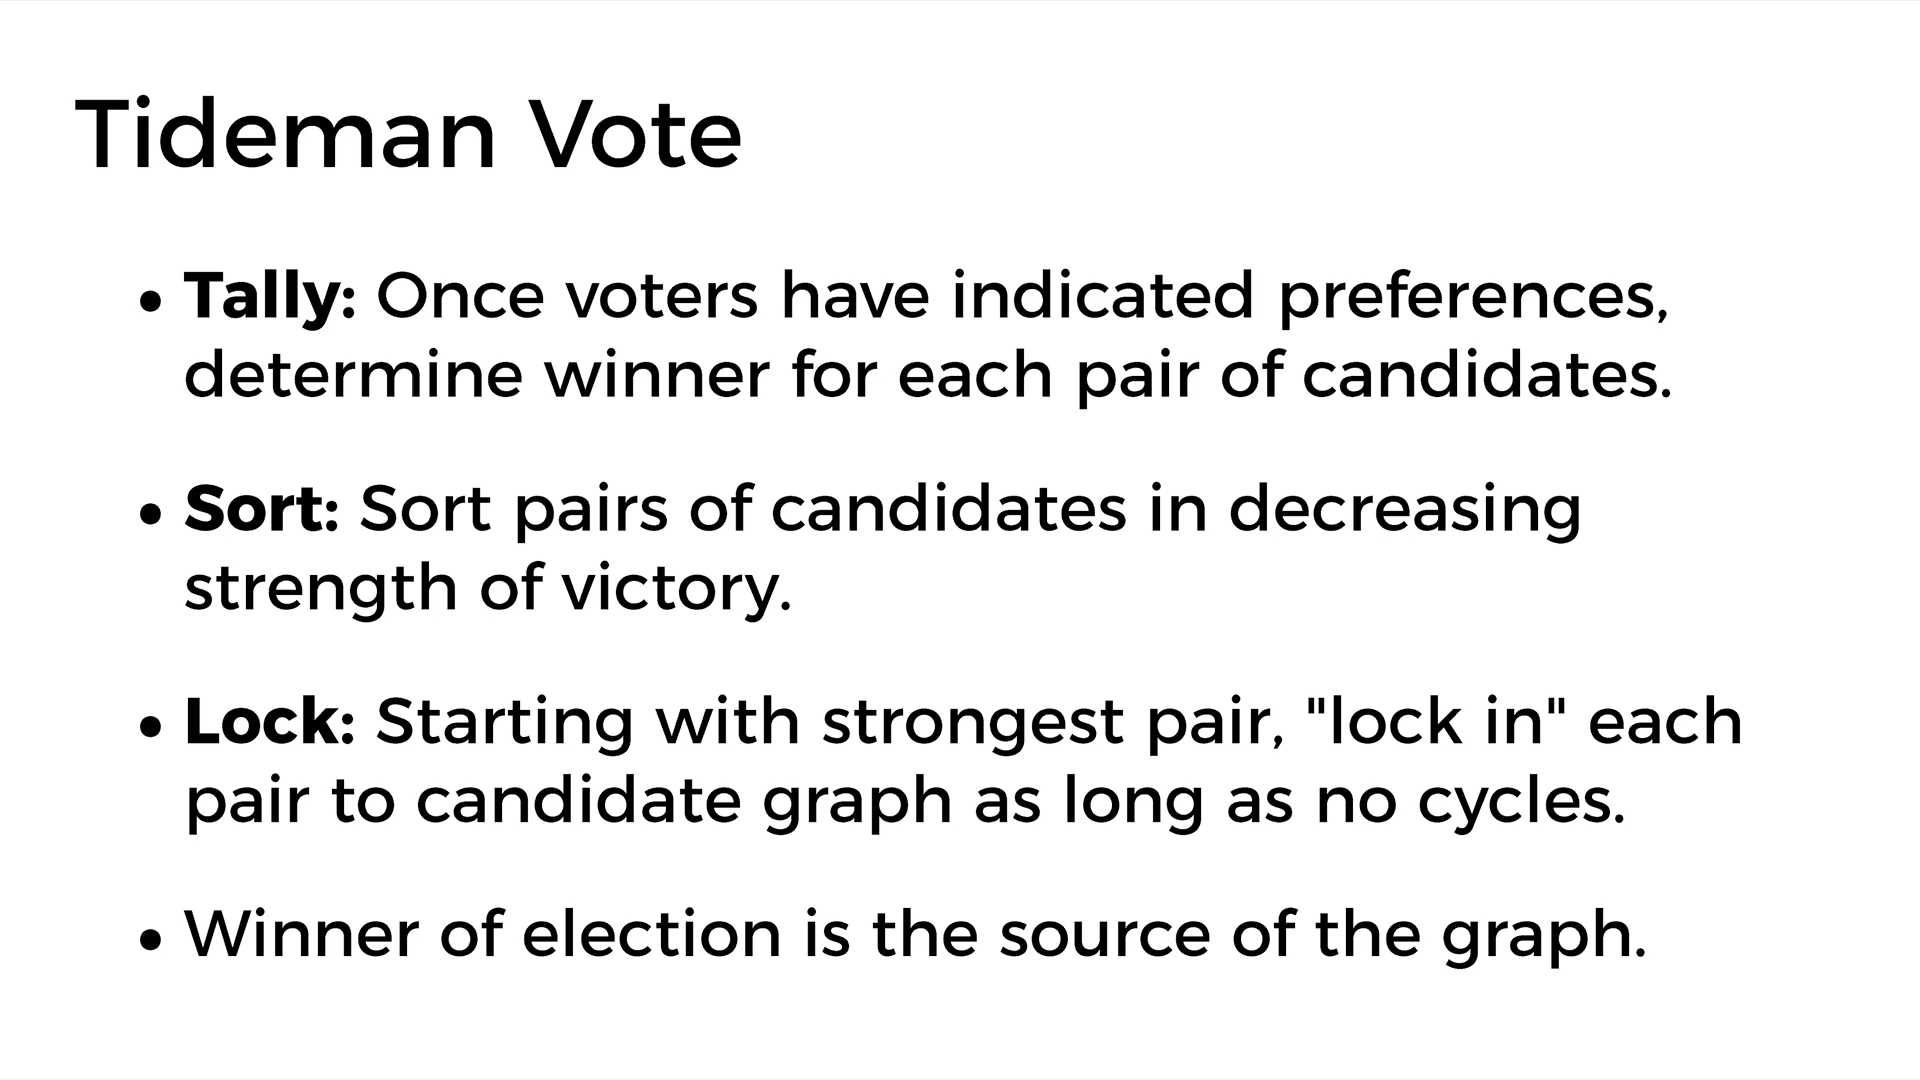 Tideman Vote
• Tally: Once voters have indicated preferences,
determine winner for each pair of candidates.
• Sort: Sort pairs of candidates in decreasing
strength of victory.
• Lock: Starting with strongest pair, "lock in" each
pair to candidate graph as long as no cycles.
• Winner of election is the source of the graph.